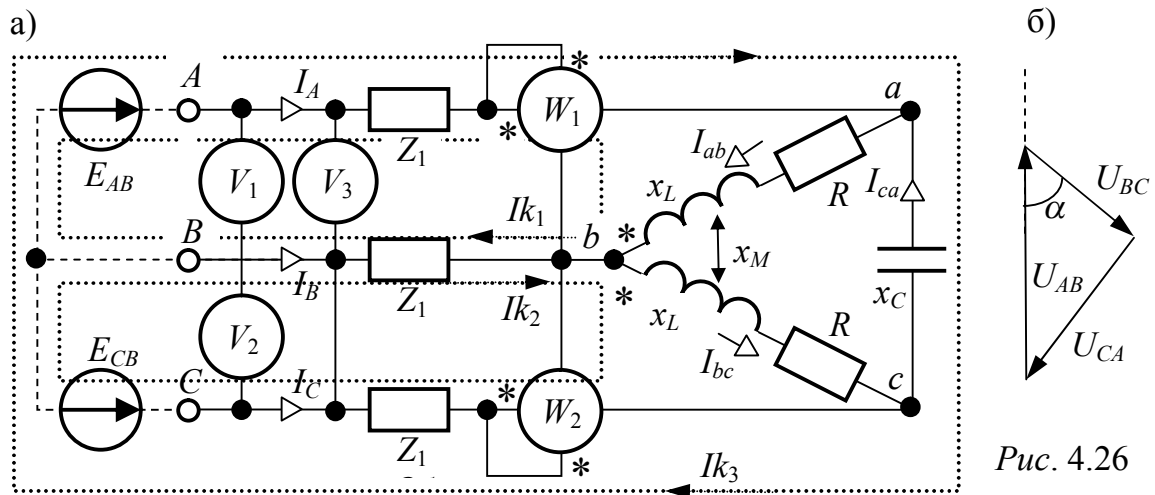 а)
б)
A
I_A
*
Z_1
*
W_1
a
E_AB
V_1
V_3
I_ab
x_L
R
I_ca
U_BC
α
Ik_1
B
b
*
x_M
I_B
Z_1
Ik_2
*
x_L
x_C
U_AB
V_2
R
E_CB
I_bc
U_CA
C
I_C
*
W_2
c
Z_1
*
Ik_3
Рис. 4.26